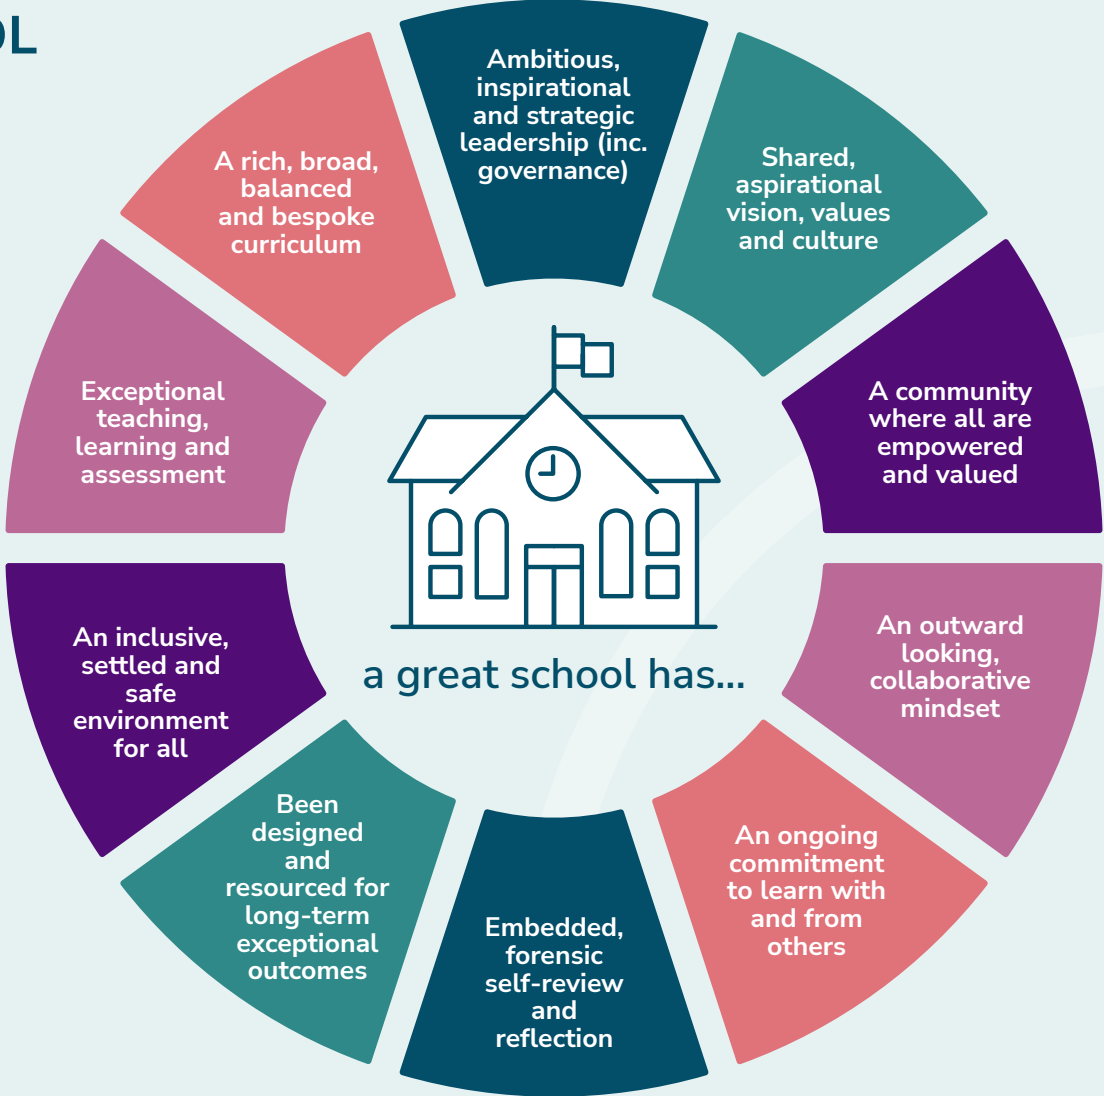 OL
Ambitious,
inspirational
and strategic
leadership (inc.
governance)
Shared,
aspirational
vision, values
and culture
A community
where all are
empowered
and valued
An outward
looking,
collaborative
mindset
An ongoing
commitment
to learn with
and from
others
Embedded,
forensic
self-review
and
reflection
Been
designed
and
resourced for
long-term
exceptional
outcomes
An inclusive,
settled and
safe
environment
for all
Exceptional
teaching,
learning and
assessment
A rich, broad,
balanced
and bespoke
curriculum
a great school has...